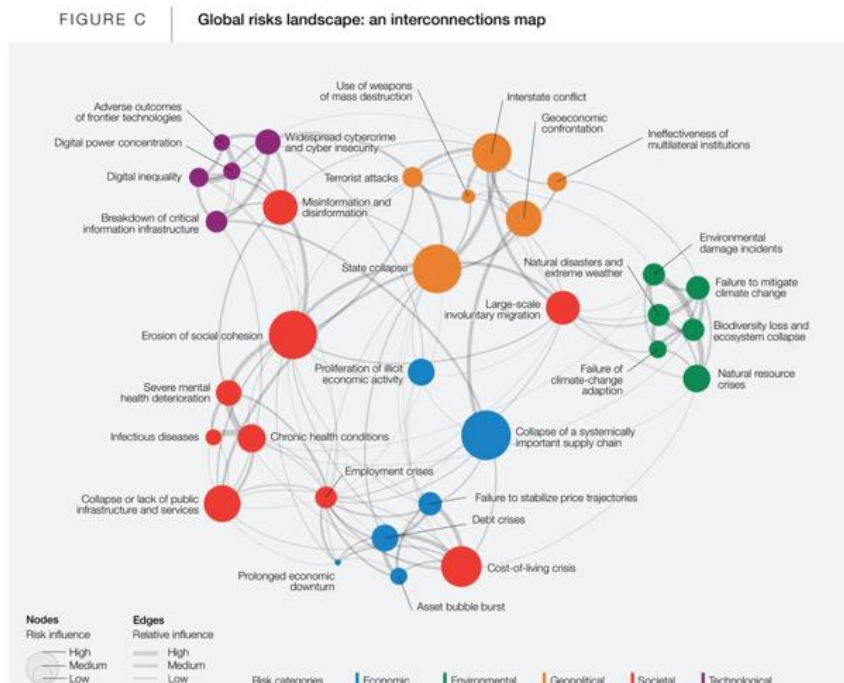 FIGURE C
Global risks landscape: an interconnections map
Use of weapons
of mass destruction
Interstate conflict
Adverse outcomes
of frontier technologies
Geoeconomic
confrontation
Digital power concentration
Widespread cybercrime
and cyber insecurity
Ineffectiveness of
multilateral institutions
Digital inequality
Terrorist attacks
Misinformation and
disinformation
Breakdown of critical
information infrastructure
Environmental
damage incidents
State collapse
Natural disasters and
extreme weather
Failure to mitigate
climate change
Large-scale
involuntary migration
Erosion of social cohesion
Biodiversity loss and
ecosystem collapse
Proliferation of illicit
economic activity
Failure of
climate-change
adaption
Natural resource
crises
Severe mental
health deterioration
Infectious diseases
Chronic health conditions
Collapse of a systemically
important supply chain
Employment crises
Collapse or lack of public
infrastructure and services
Failure to stabilize price trajectories
Debt crises
Prolonged economic
downturn
Cost-of-living crisis
Asset bubble burst
Nodes
Risk influence
High
Medium
Low
Edges
Relative influence
High
Medium
Low
Risk categories
Economic
Environmental
Geopolitical
Societal
Technological